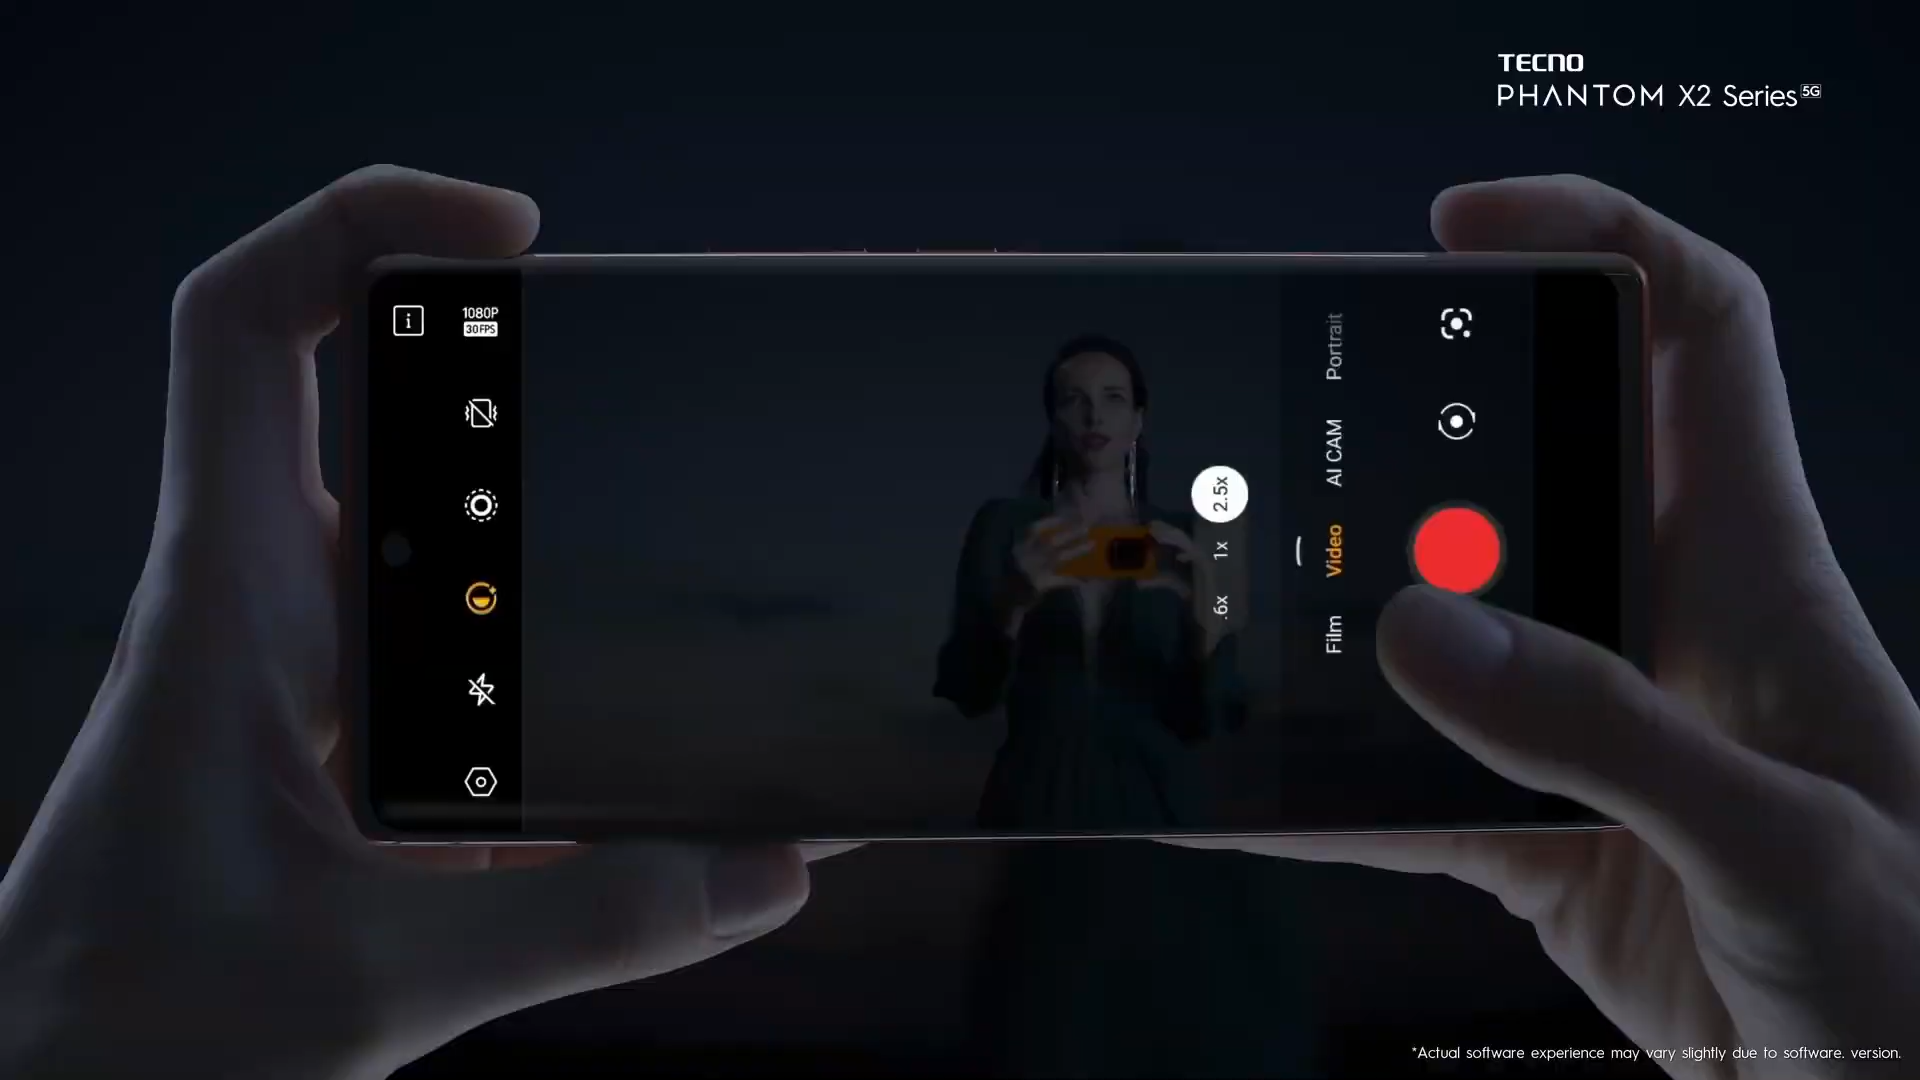 TECNO
PHANTOM X2 Series 5G
1080P
30FPS
Portrait
AI CAM
Video
Film
2.5x
1x
.6x
*Actual software experience may vary slightly due to software. version.